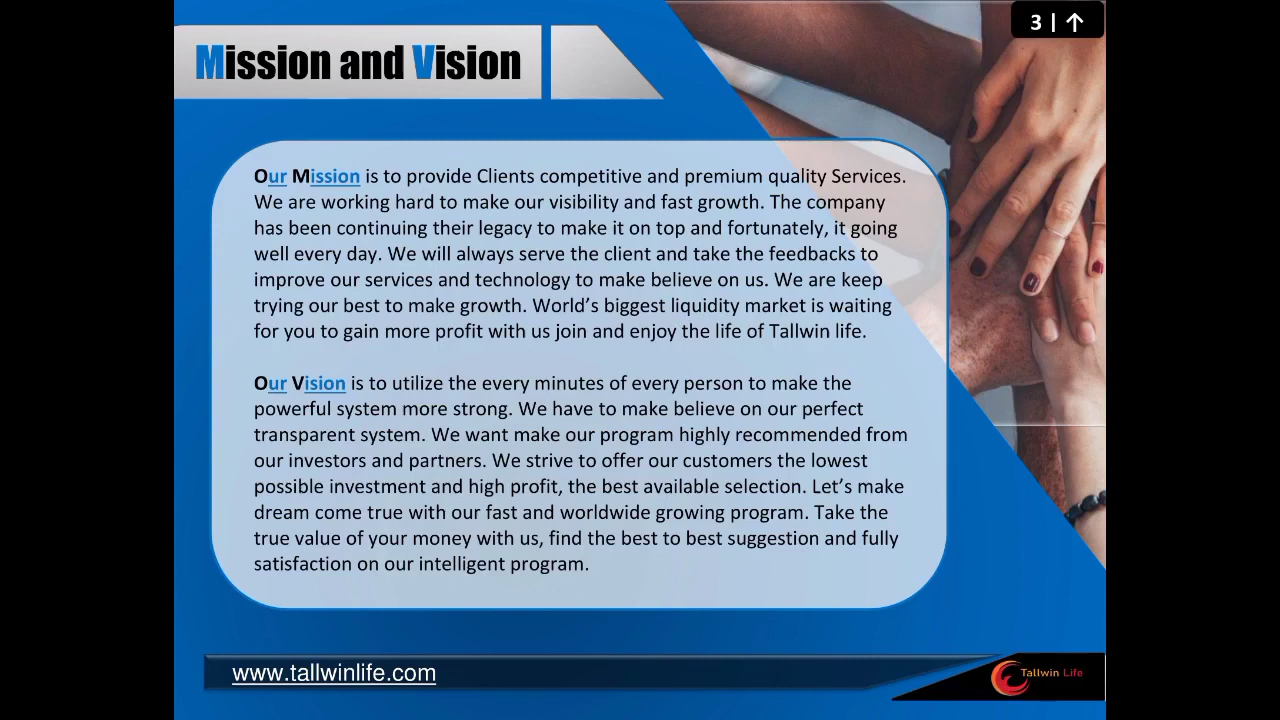 3 | ↑
Mission and Vision
Our Mission is to provide Clients competitive and premium quality Services.
We are working hard to make our visibility and fast growth. The company
has been continuing their legacy to make it on top and fortunately, it going
well every day. We will always serve the client and take the feedbacks to
improve our services and technology to make believe on us. We are keep
trying our best to make growth. World’s biggest liquidity market is waiting
for you to gain more profit with us join and enjoy the life of Tallwin life.
Our Vision is to utilize the every minutes of every person to make the
powerful system more strong. We have to make believe on our perfect
transparent system. We want make our program highly recommended from
our investors and partners. We strive to offer our customers the lowest
possible investment and high profit, the best available selection. Let’s make
dream come true with our fast and worldwide growing program. Take the
true value of your money with us, find the best to best suggestion and fully
satisfaction on our intelligent program.
www.tallwinlife.com
Tallwin Life